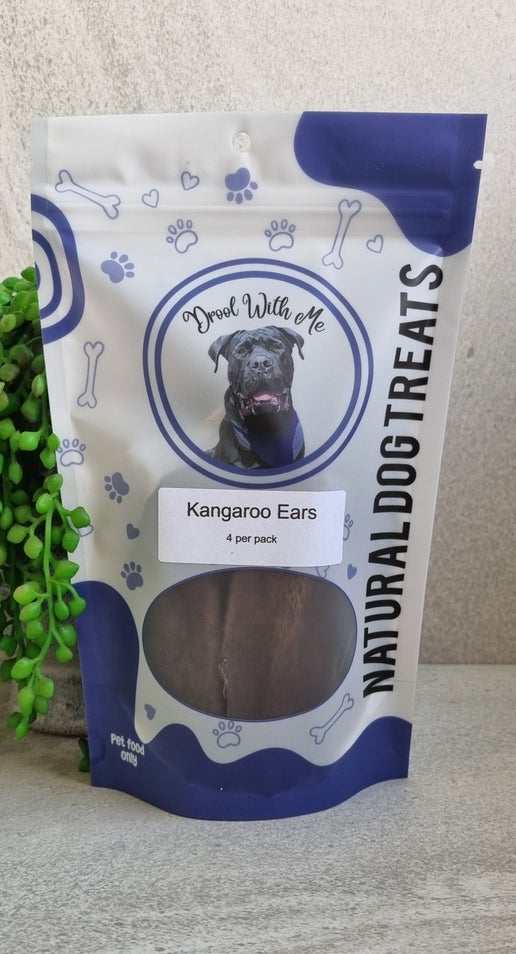 Drool With Me
Kangaroo Ears
4 per pack
NATURAL DOG TREATS
Pet food
only